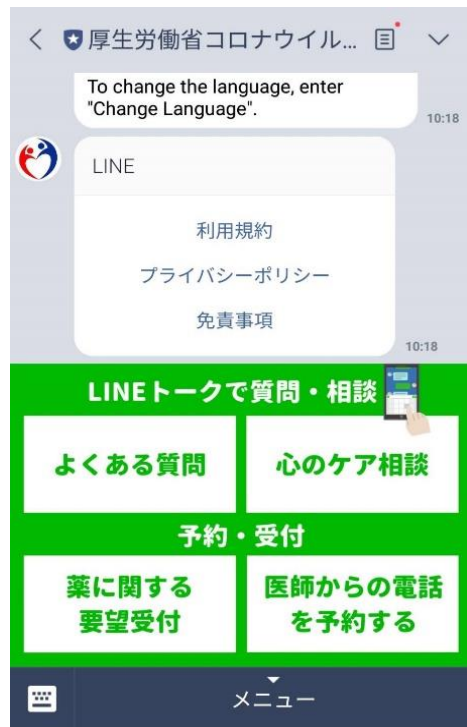 厚生労働省コロナウイル...
To change the language, enter
"Change Language".
10:18
LINE
利用規約
プライバシーポリシー
免責事項
10:18
LINEトークで質問・相談
よくある質問
心のケア相談
予約・受付
薬に関する
要望受付
医師からの電話
を予約する
メニュー